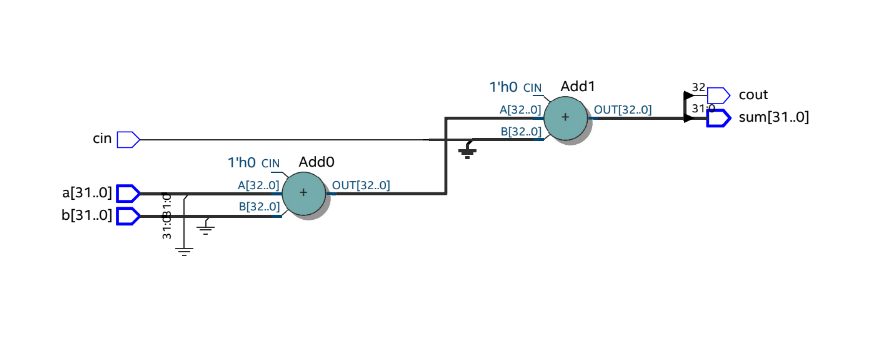 1'h0 CIN
Add1
A[32..0]
OUT[32..0]
B[32..0]
32
cout
31:0
sum[31..0]
cin
1'h0 CIN
Add0
A[32..0]
OUT[32..0]
B[32..0]
a[31..0]
b[31..0]
31:0
31:0